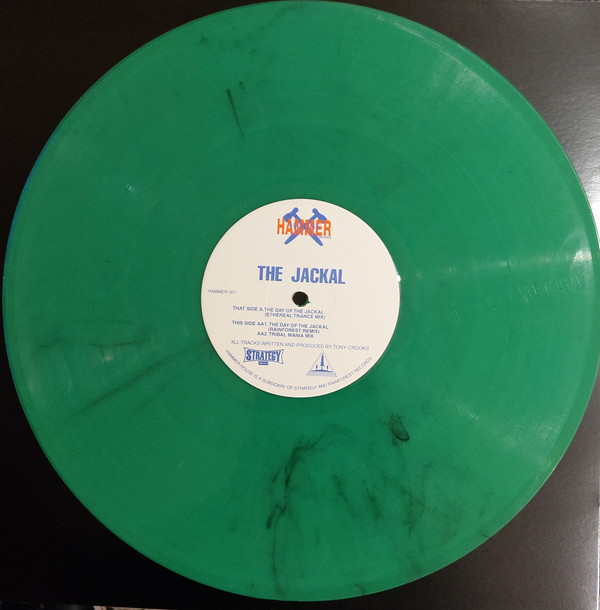 HAMMER
THE JACKAL
HAMMER 001
THAT SIDE A.THE DAY OF THE JACKAL
(ETHEREAL TRANCE MIX)
THIS SIDE AA1.THE DAY OF THE JACKAL
(RAINFOREST REMIX)
AA2.TRIBAL MANIA MIX
ALL TRACKS WRITTEN AND PRODUCED BY TONY CROOKS
STRATEGY
HAMMER HOUSE IS A SUBSIDARY OF STRATEGY AND RAINFOREST RECORDS